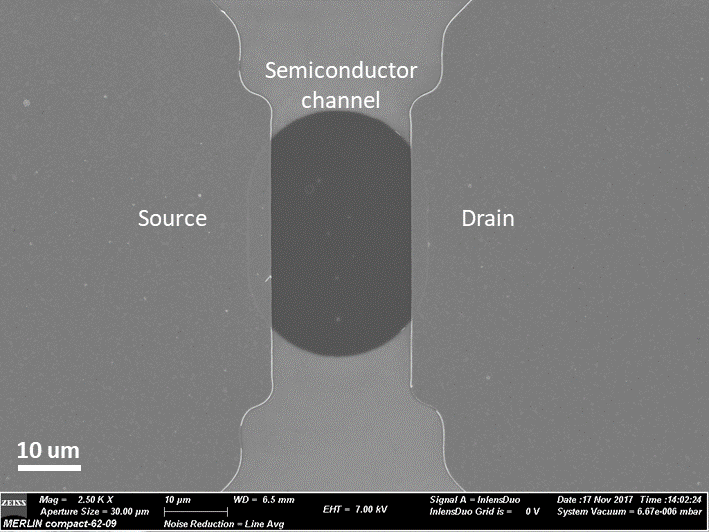 Semiconductor
channel
Source
Drain
10 um
ZEISS
Mag = 2.50 K X
10 µm
WD = 6.5 mm
EHT = 7.00 kV
Signal A = InlensDuo
Date :17 Nov 2017 Time :14:02:24
Aperture Size = 30.00 µm
InlensDuo Grid is = 0 V
System Vacuum = 6.67e-006 mbar
MERLIN compact-62-09
Noise Reduction = Line Avg